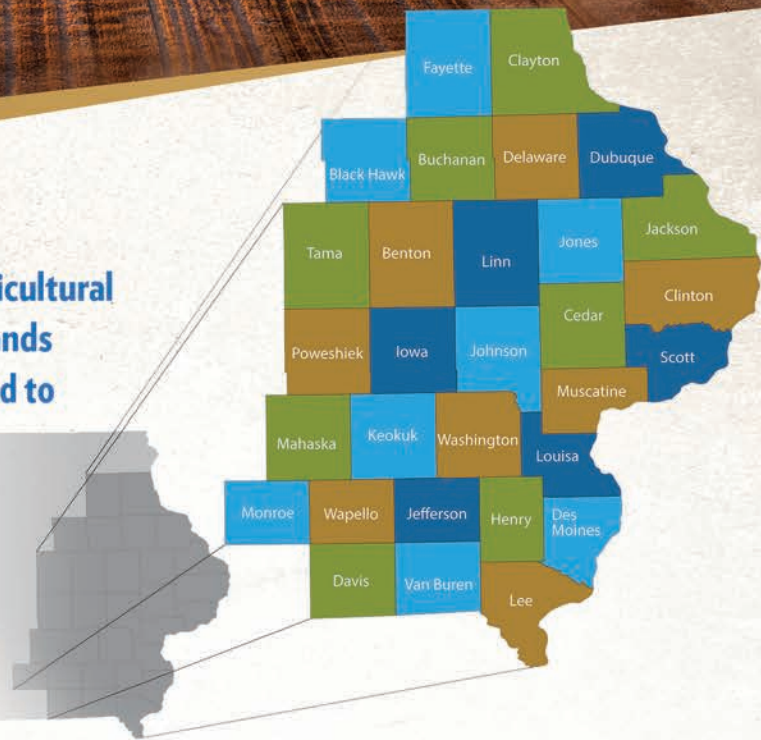 Fayette
Clayton
Black Hawk
Buchanan
Delaware
Dubuque
Tama
Benton
Linn
Jones
Jackson
Clinton
Cedar
Poweshiek
Iowa
Johnson
Scott
Muscatine
Mahaska
Keokuk
Washington
Louisa
Monroe
Wapello
Jefferson
Henry
Des
Moines
Davis
Van Buren
Lee
icultural
nds
d to